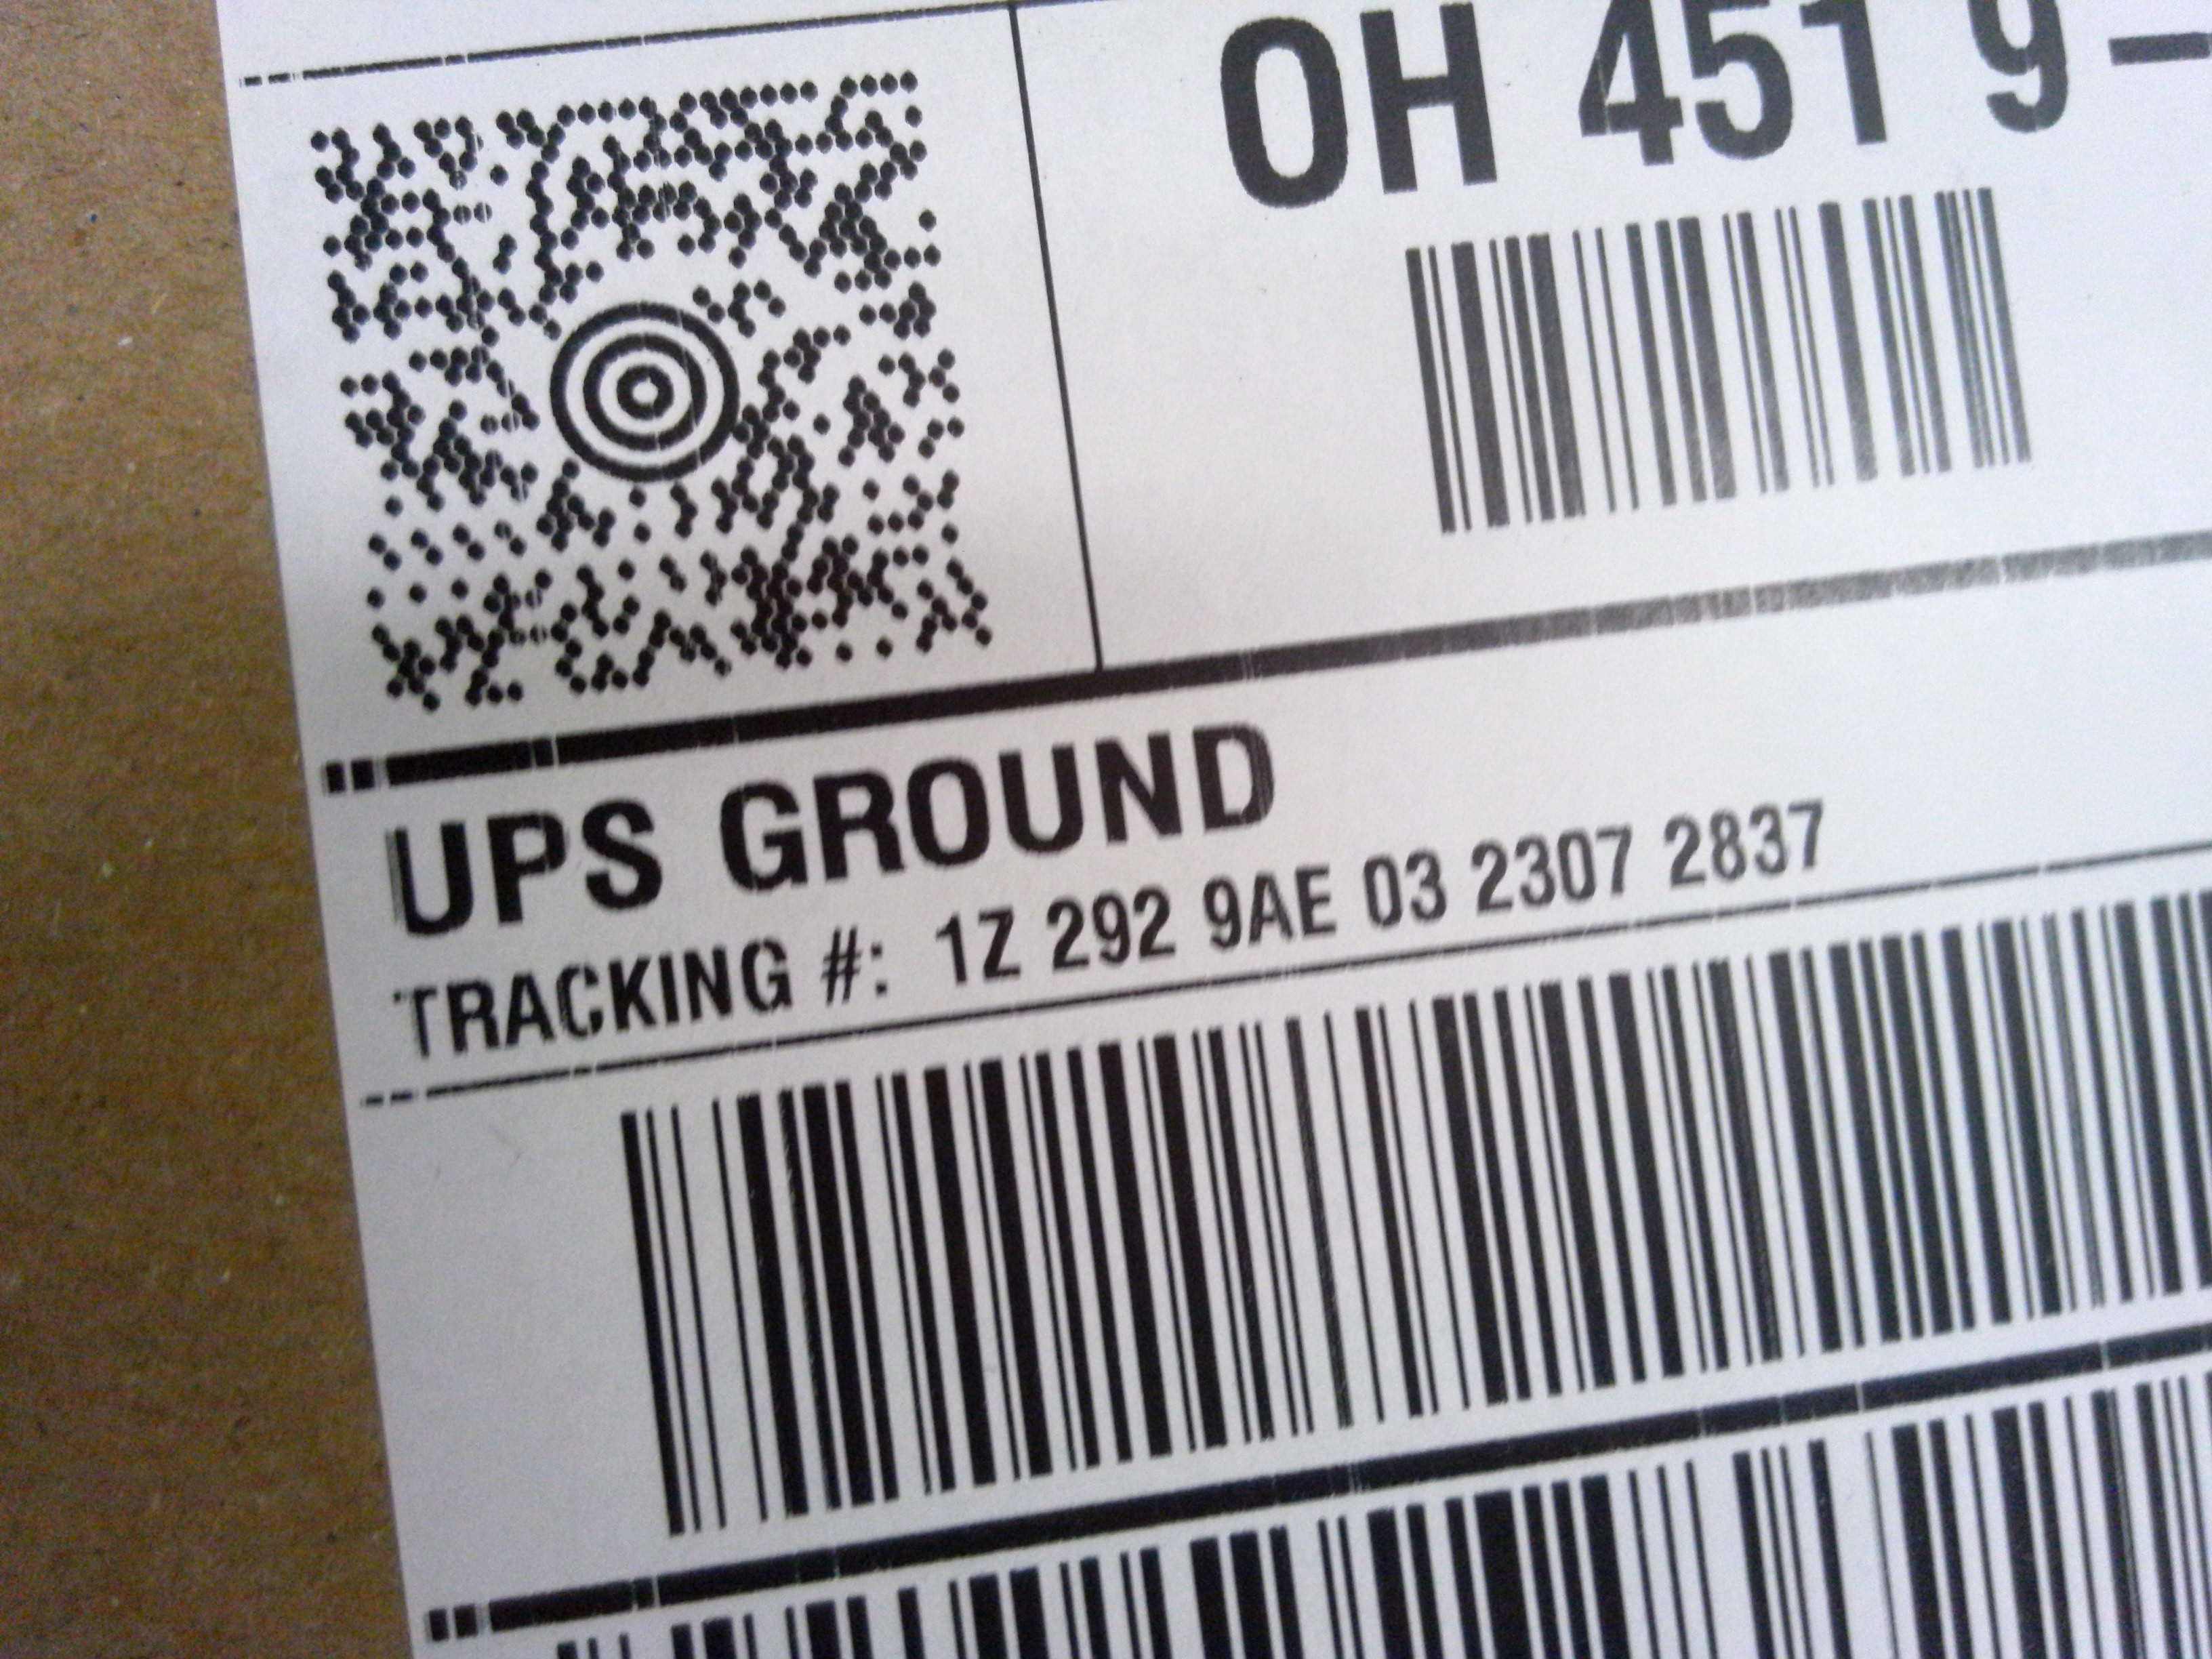 OH 451 9-
UPS GROUND
TRACKING #: 1Z 292 9AE 03 2307 2837